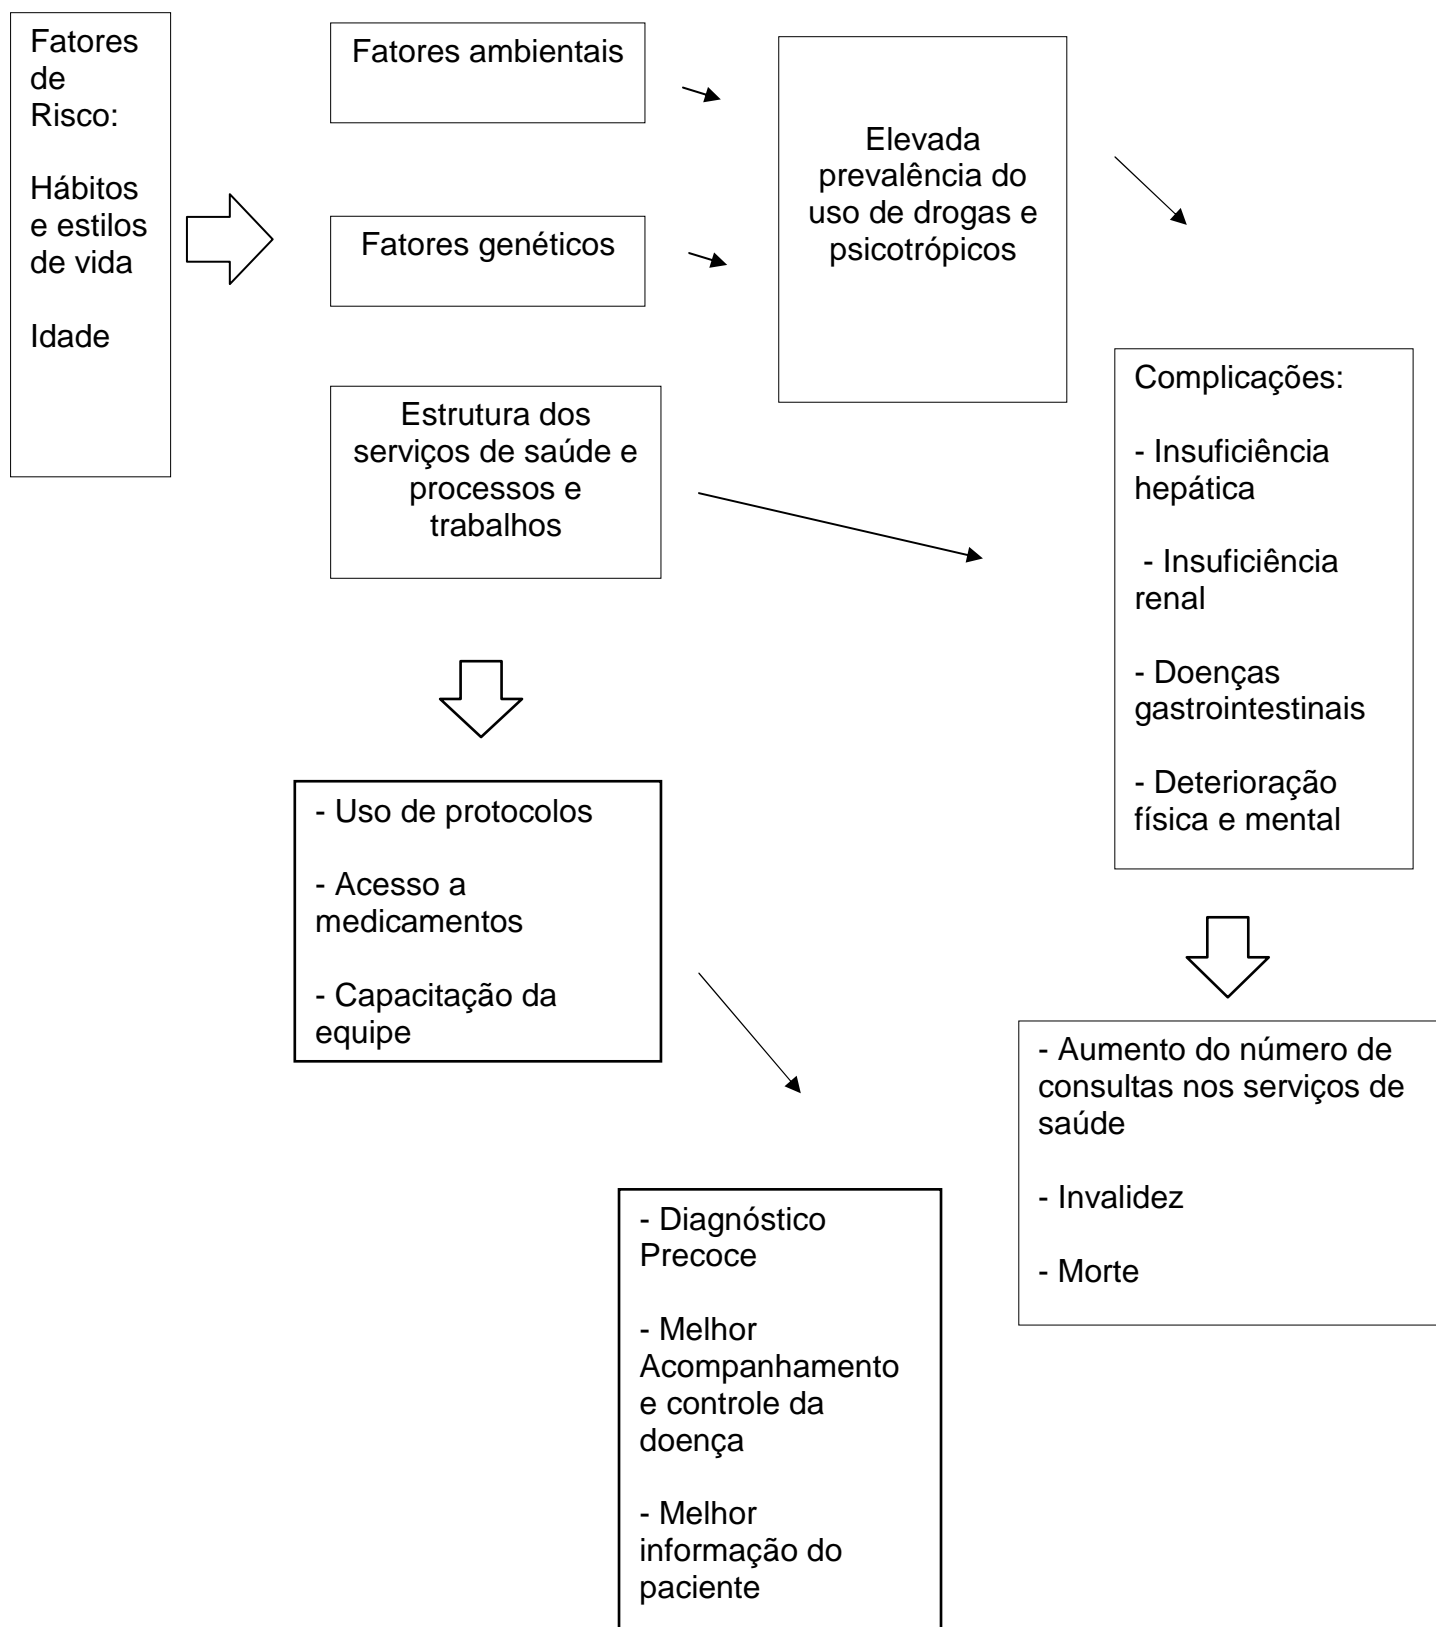 Fatores
de
Risco:
Hábitos
e estilos
de vida
Idade
Fatores ambientais
Fatores genéticos
Estrutura dos
serviços de saúde e
processos e
trabalhos
Elevada
prevalência do
uso de drogas e
psicotrópicos
Complicações:
- Insuficiência
hepática
- Insuficiência
renal
- Doenças
gastrointestinais
- Deterioração
física e mental
- Uso de protocolos
- Acesso a
medicamentos
- Capacitação da
equipe
- Aumento do número de
consultas nos serviços de
saúde
- Invalidez
- Morte
- Diagnóstico
Precoce
- Melhor
Acompanhamento
e controle da
doença
- Melhor
informação do
paciente